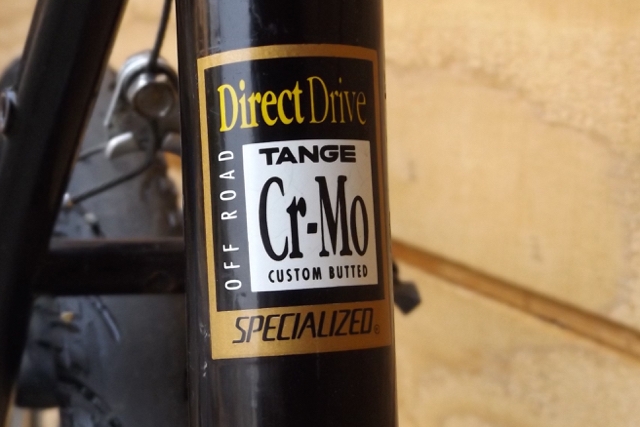 Direct Drive
OFF ROAD
TANGE
Cr-Mo
CUSTOM BUTTED
SPECIALIZED